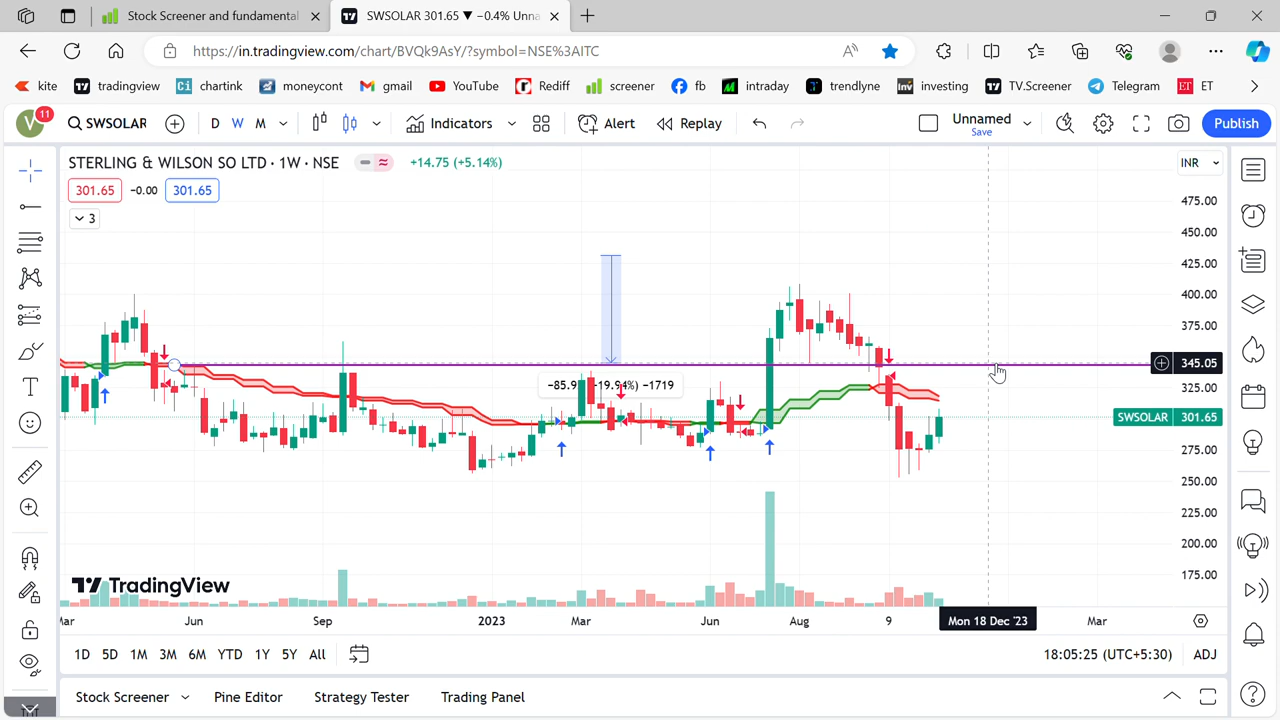 Stock Screener and fundamental
SWSOLAR 301.65 ▼ −0.4% Unna
https://in.tradingview.com/chart/BVQk9AsY/?symbol=NSE%3AITC
kite
tradingview
Ci chartink
moneycont
gmail
YouTube
Rediff
screener
fb
intraday
trendlyne
Inv investing
TV.Screener
Telegram
ET ET
V 11
SWSOLAR
D W M
Indicators
Alert
Replay
Unnamed
Save
Publish
STERLING & WILSON SO LTD · 1W · NSE
+14.75 (+5.14%)
INR
301.65 −0.00 301.65
3
475.00
450.00
425.00
400.00
375.00
345.05
325.00
−85.9 −19.94%) −1719
SWSOLAR 301.65
275.00
250.00
225.00
200.00
175.00
TradingView
Mar Jun Sep 2023 Mar Jun Aug 9 Mon 18 Dec '23 Mar
1D 5D 1M 3M 6M YTD 1Y 5Y All
18:05:25 (UTC+5:30) ADJ
Stock Screener Pine Editor Strategy Tester Trading Panel